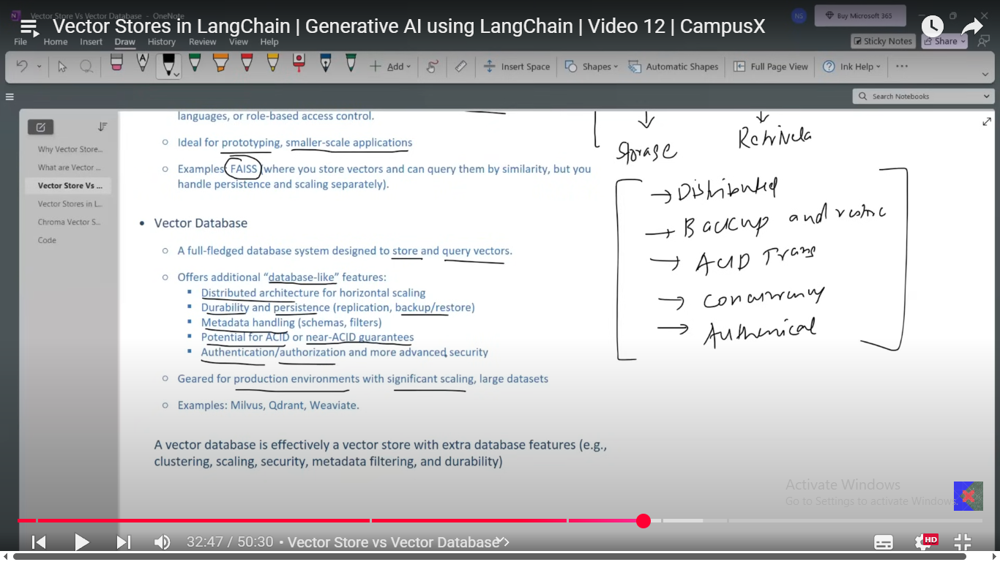 Vector Store Vs Vector Database - OneNote
NS
Buy Microsoft 365
Vector Stores in LangChain | Generative AI using LangChain | Video 12 | CampusX
File Home Insert Draw History Review View Help
Sticky Notes
Share
Add
Insert Space
Shapes
Automatic Shapes
Full Page View
Ink Help
Search Notebooks
Why Vector Store...
What are Vector ...
Vector Store Vs ...
Vector Stores in L...
Chroma Vector S...
Code
languages, or role-based access control.
Ideal for prototyping, smaller-scale applications
Examples FAISS (where you store vectors and can query them by similarity, but you
handle persistence and scaling separately).
• Vector Database
A full-fledged database system designed to store and query vectors.
Offers additional “database-like” features:
Distributed architecture for horizontal scaling
Durability and persistence (replication, backup/restore)
Metadata handling (schemas, filters)
Potential for ACID or near-ACID guarantees
Authentication/authorization and more advanced security
Geared for production environments with significant scaling, large datasets
Examples: Milvus, Qdrant, Weaviate.
A vector database is effectively a vector store with extra database features (e.g.,
clustering, scaling, security, metadata filtering, and durability)
Storage
→ Distributed
→ Backup and restore
→ ACID Trans
→ concurrency
→
Activate Windows
Go to Settings to activate Windows.
32:47 / 50:30 • Vector Store vs Vector Database
HD